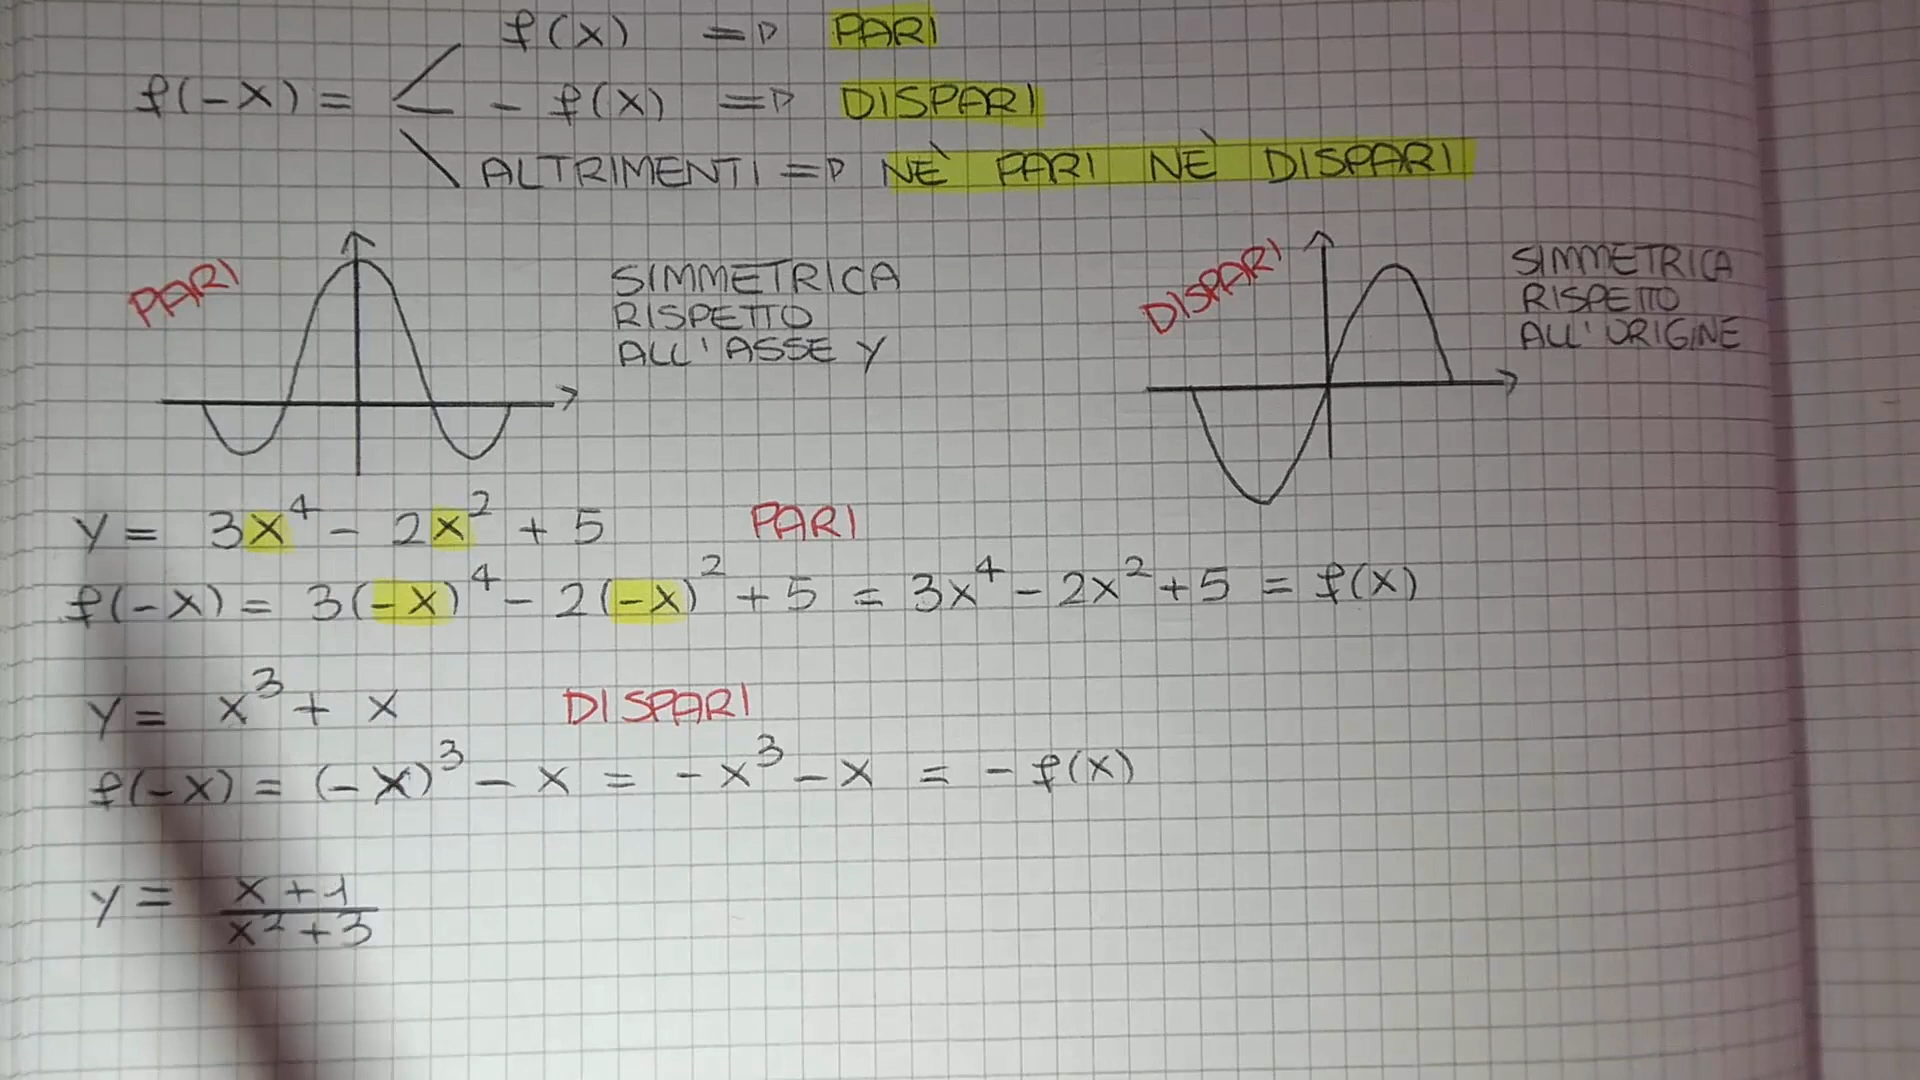 f(x) => PARI
f(-x) = - f(x) => DISPARI
ALTRIMENTI => NÈ PARI NÈ DISPARI
PARI
SIMMETRICA
RISPETTO
ALL'ASSE Y
DISPARI
SIMMETRICA
RISPETTO
ALL'ORIGINE
y = 3x⁴ - 2x² + 5 PARI
f(-x) = 3(-x)⁴ - 2(-x)² + 5 = 3x⁴ - 2x² + 5 = f(x)
y = x³ + x DISPARI
f(-x) = (-x)³ - x = -x³ - x = - f(x)
y = x + 1
x² + 3